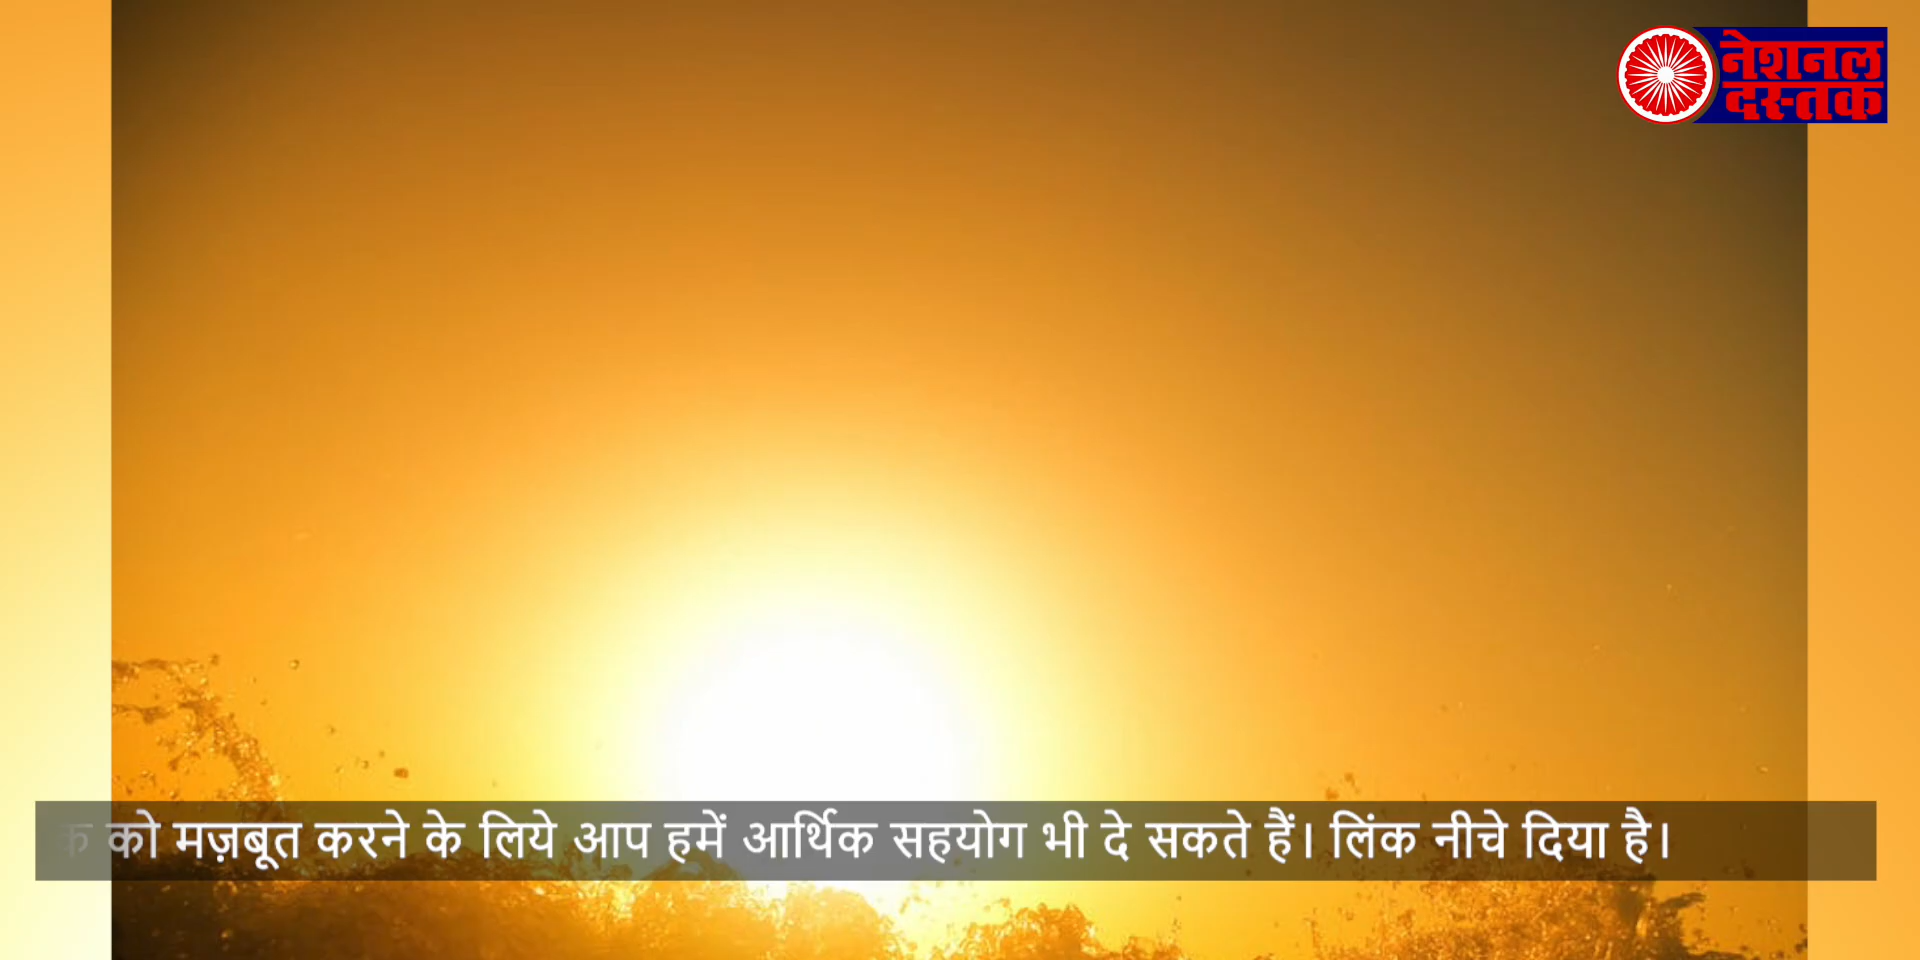 नेशनल
दस्तक
को मज़बूत करने के लिये आप हमें आर्थिक सहयोग भी दे सकते हैं। लिंक नीचे दिया है।